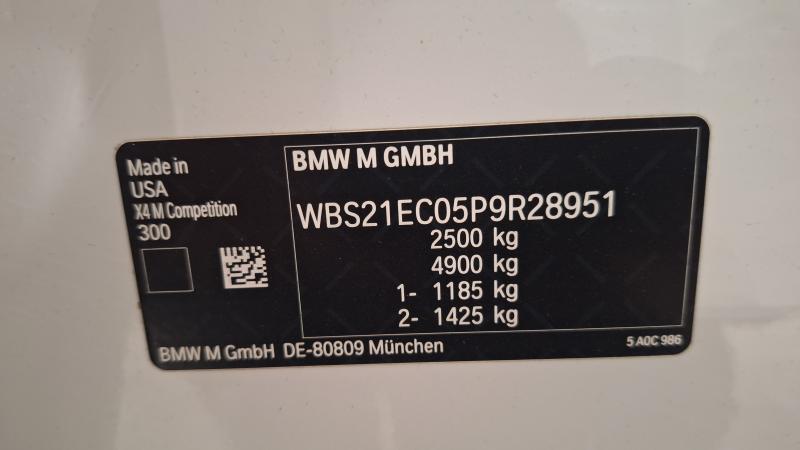 Made in
USA
X4 M Competition
300
BMW M GMBH
WBS21EC05P9R28951
2500 kg
4900 kg
1- 1185 kg
2- 1425 kg
BMW M GmbH DE-80809 München
5 A0C 986